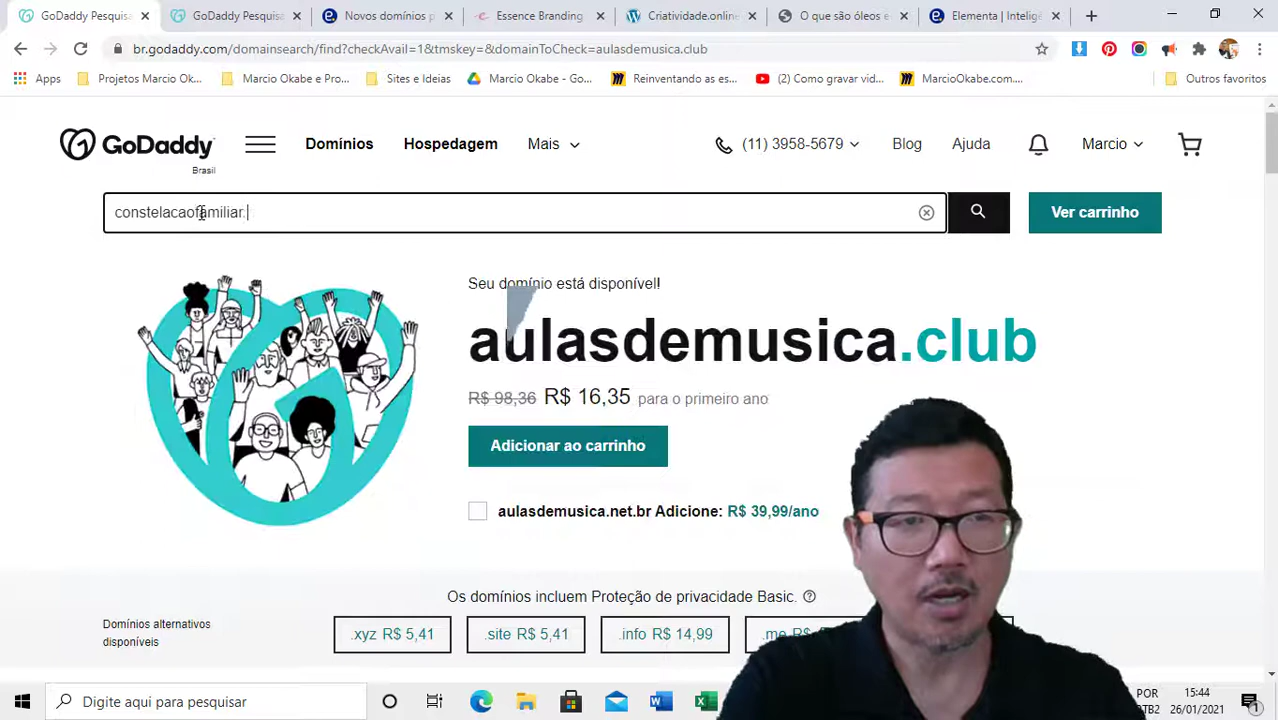 GoDaddy Pesquisa
GoDaddy Pesquisa
Novos domínios p
Essence Branding
Criatividade.online
O que são óleos e
Elementa | Intelig
br.godaddy.com/domainsearch/find?checkAvail=1&tmskey=&domainToCheck=aulasdemusica.club
Apps
Projetos Marcio Ok...
Marcio Okabe e Pro...
Sites e Ideias
Marcio Okabe - Goo...
Reinventando as es...
(2) Como gravar vid...
MarcioOkabe.com....
Outros favoritos
GoDaddy
Brasil
Domínios
Hospedagem
Mais
(11) 3958-5679
Blog
Ajuda
Marcio
constelacaofamiliar.
Ver carrinho
Seu domínio está disponível!
aulasdemusica.club
R$ 98,36 R$ 16,35 para o primeiro ano
Adicionar ao carrinho
aulasdemusica.net.br Adicione: R$ 39,99/ano
Os domínios incluem Proteção de privacidade Basic.
Domínios alternativos
disponíveis
.xyz R$ 5,41
.site R$ 5,41
.info R$ 14,99
.me R$
Digite aqui para pesquisar
POR
15:44
PTB2
26/01/2021